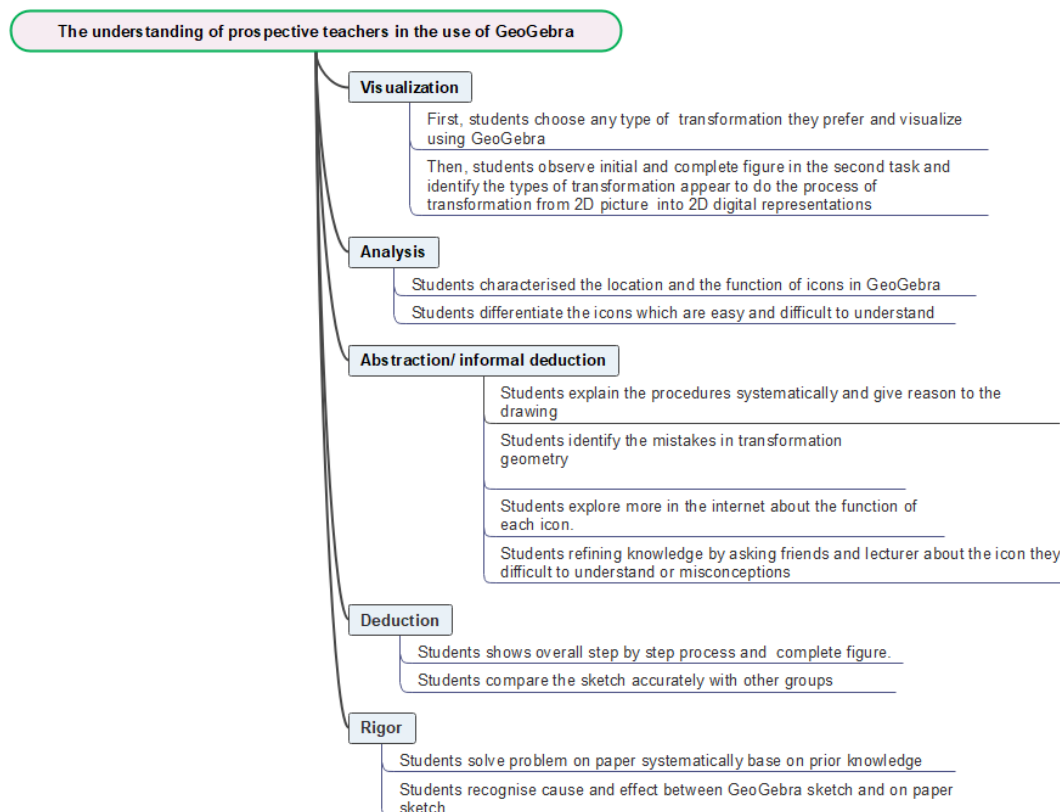 The understanding of prospective teachers in the use of GeoGebra
Visualization
First, students choose any type of transformation they prefer and visualize
using GeoGebra
Then, students observe initial and complete figure in the second task and
identify the types of transformation appear to do the process of
transformation from 2D picture into 2D digital representations
Analysis
Students characterised the location and the function of icons in GeoGebra
Students differentiate the icons which are easy and difficult to understand
Abstraction/ informal deduction
Students explain the procedures systematically and give reason to the
drawing
Students identify the mistakes in transformation
geometry
Students explore more in the internet about the function of
each icon.
Students refining knowledge by asking friends and lecturer about the icon they
difficult to understand or misconceptions
Deduction
Students shows overall step by step process and complete figure.
Students compare the sketch accurately with other groups
Rigor
Students solve problem on paper systematically base on prior knowledge
Students recognise cause and effect between GeoGebra sketch and on paper
sketch